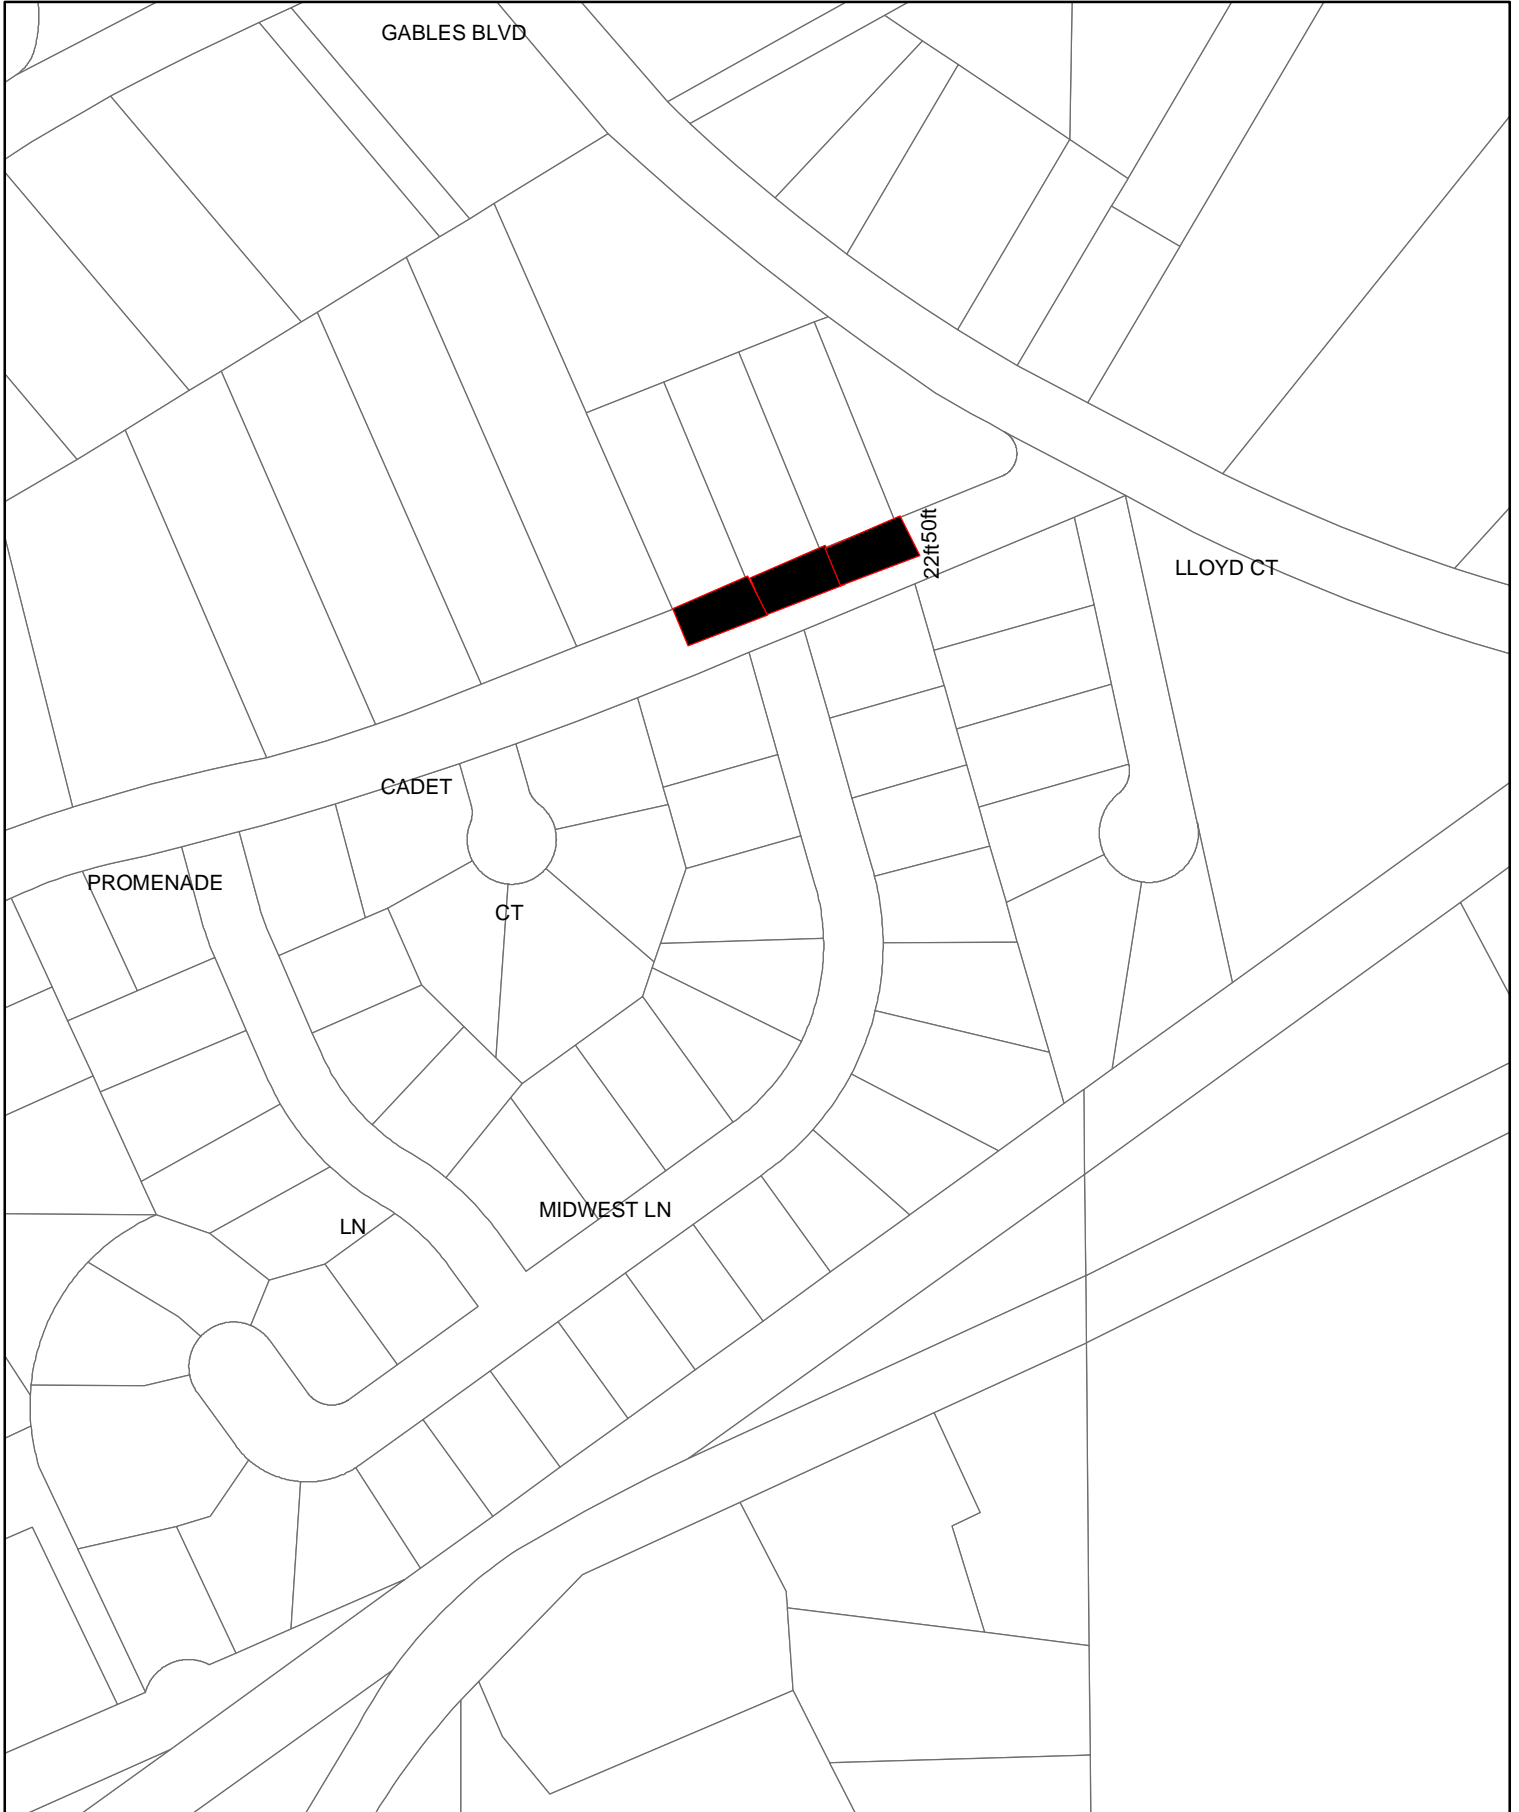 GABLES BLVD
22ft50ft
LLOYD CT
CADET
PROMENADE
CT
MIDWEST LN
LN